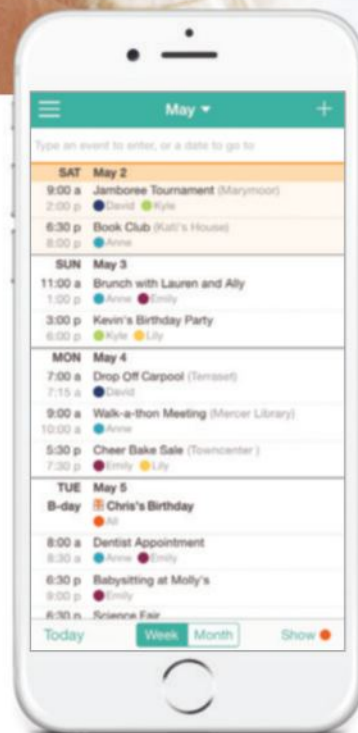 May
+
Type an event to enter, or a date to go to
SAT May 2
9:00 a Jamboree Tournament (Marymoor)
2:00 p David Kyle
6:30 p Book Club (Kati's House)
8:00 p Anne
SUN May 3
11:00 a Brunch with Lauren and Ally
1:00 p Anne Emily
3:00 p Kevin's Birthday Party
6:00 p Kyle Lily
MON May 4
7:00 a Drop Off Carpool (Terraset)
7:15 a David
9:00 a Walk-a-thon Meeting (Mercer Library)
10:00 a Anne
5:30 p Cheer Bake Sale (Towncenter )
7:30 p Emily Lily
TUE May 5
B-day Chris's Birthday
All
8:00 a Dentist Appointment
8:30 a Anne Emily
6:30 p Babysitting at Molly's
9:00 p Emily
6:30 p Science Fair
Today Week Month Show